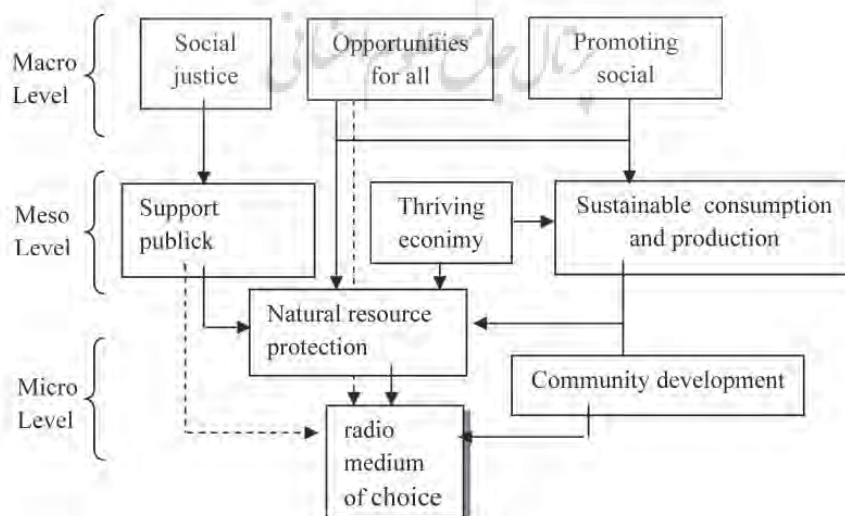 Macro
Level
Social
justice
Opportunities
for all
Promoting
social
Meso
Level
Support
publick
Thriving
econimy
Sustainable consumption
and production
Natural resource
protection
Micro
Level
Community development
radio
medium
of choice